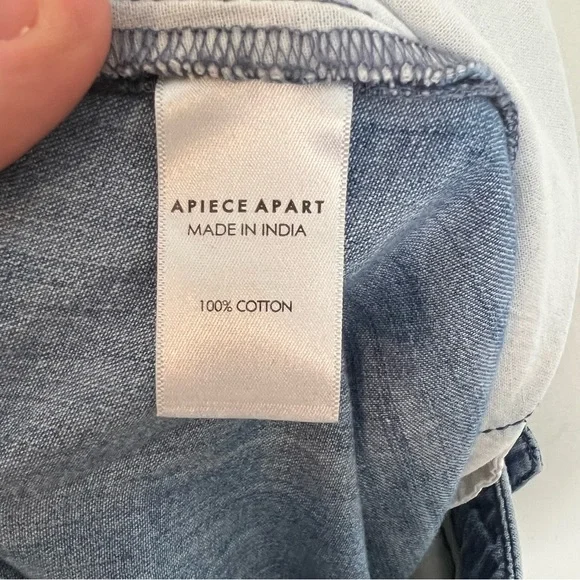 APIECE APART
MADE IN INDIA
100% COTTON